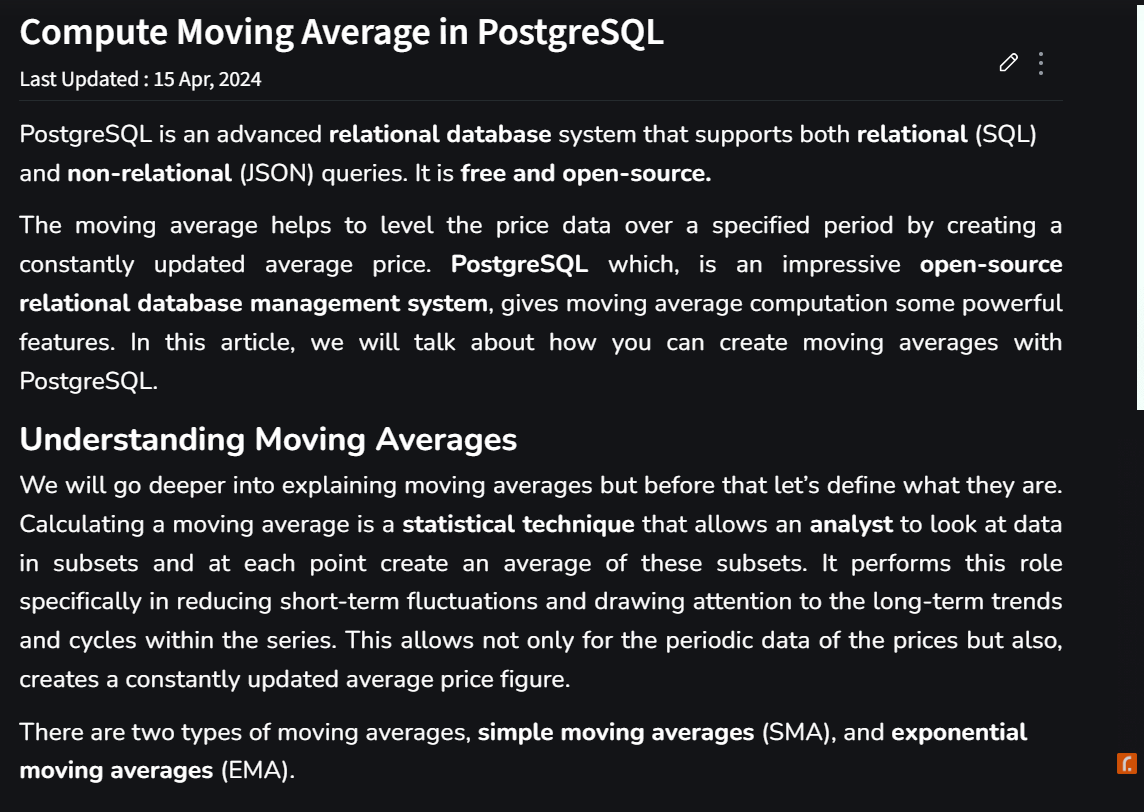 Compute Moving Average in PostgreSQL
Last Updated : 15 Apr, 2024
PostgreSQL is an advanced relational database system that supports both relational (SQL)
and non-relational (JSON) queries. It is free and open-source.
The moving average helps to level the price data over a specified period by creating a
constantly updated average price. PostgreSQL which, is an impressive open-source
relational database management system, gives moving average computation some powerful
features. In this article, we will talk about how you can create moving averages with
PostgreSQL.
Understanding Moving Averages
We will go deeper into explaining moving averages but before that let’s define what they are.
Calculating a moving average is a statistical technique that allows an analyst to look at data
in subsets and at each point create an average of these subsets. It performs this role
specifically in reducing short-term fluctuations and drawing attention to the long-term trends
and cycles within the series. This allows not only for the periodic data of the prices but also,
creates a constantly updated average price figure.
There are two types of moving averages, simple moving averages (SMA), and exponential
moving averages (EMA).